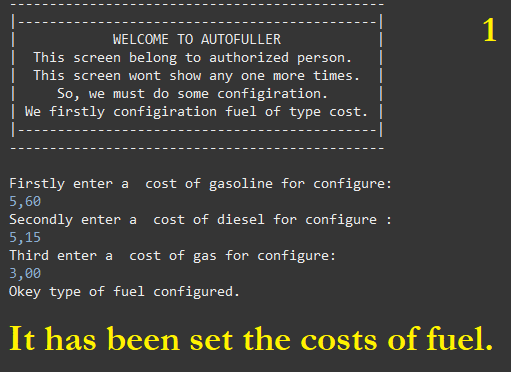 -----------------------------------------------
|---------------------------------------------|
1
WELCOME TO AUTOFULLER
This screen belong to authorized person.
This screen wont show any one more times.
So, we must do some configiration.
We firstly configiration fuel of type cost.
|---------------------------------------------|
-----------------------------------------------
Firstly enter a  cost of gasoline for configure:
5,60
Secondly enter a  cost of diesel for configure :
5,15
Third enter a  cost of gas for configure:
3,00
Okey type of fuel configured.
It has been set the costs of fuel.